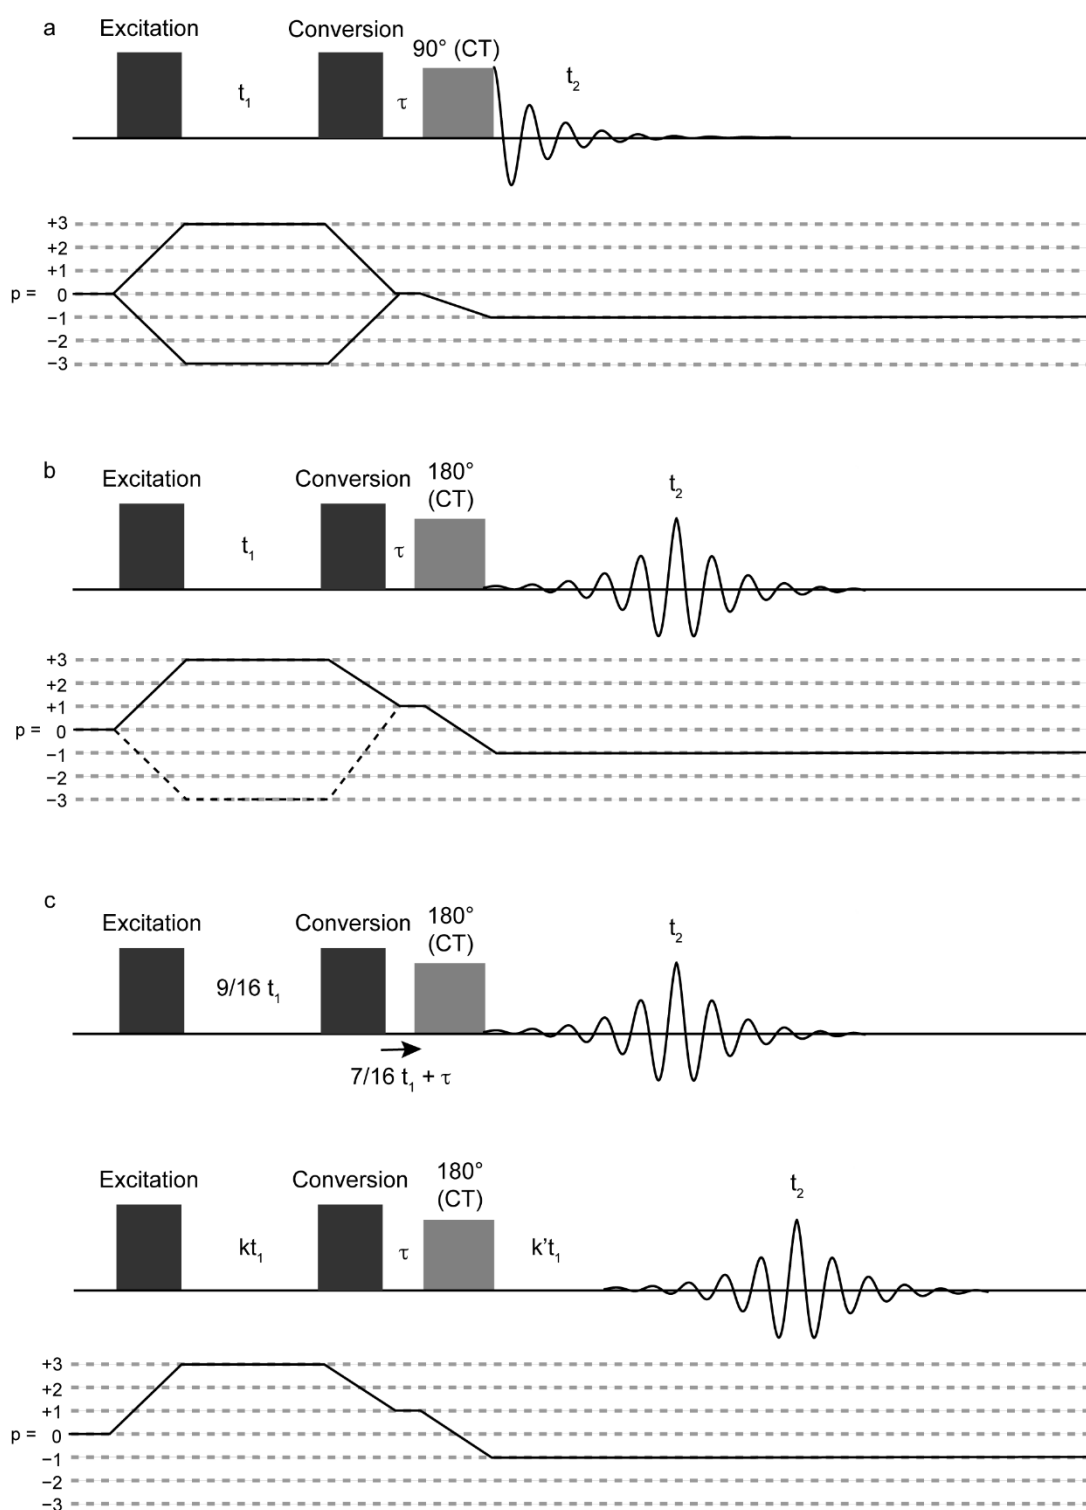 a
Excitation
Conversion
90° (CT)
t₁
τ
t₂
+3
+2
+1
p = 0
−1
−2
−3
b
Excitation
Conversion
180°
(CT)
t₁
τ
t₂
+3
+2
+1
p = 0
−1
−2
−3
c
Excitation
Conversion
180°
(CT)
t₂
9/16 t₁
7/16 t₁ + τ
Excitation
Conversion
180°
(CT)
t₂
kt₁
τ
k’t₁
+3
+2
+1
p = 0
−1
−2
−3